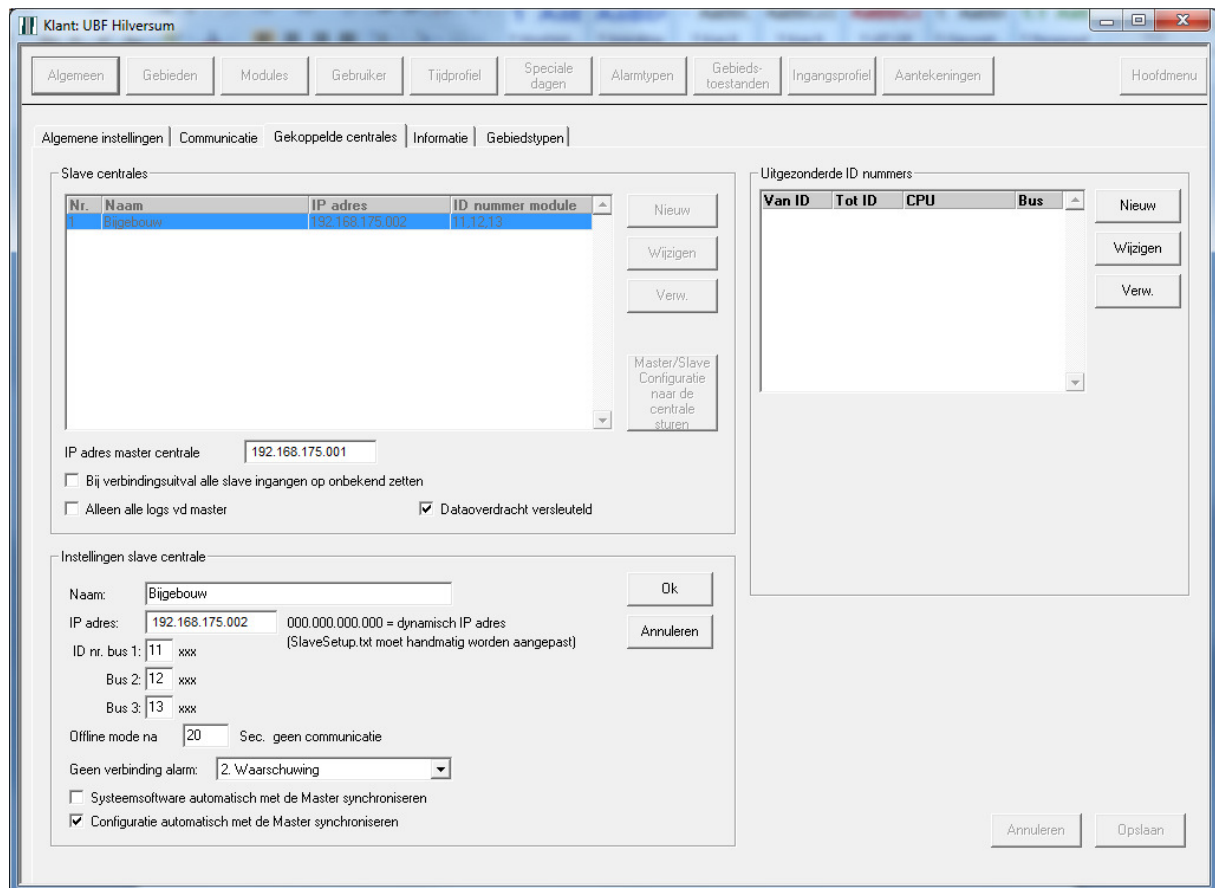 Klant: UBF Hilversum
Algemeen Gebieden Modules Gebruiker Tijdprofiel Speciale dagen Alarmtypen Gebieds-toestanden Ingangsprofiel Aantekeningen Hoofdmenu
Algemene instellingen Communicatie Gekoppelde centrales Informatie Gebiedstypen
Slave centrales
Nr. Naam IP adres ID nummer module
1 Bijgebouw 192.168.175.002 11,12,13
Nieuw
Wijzigen
Verw.
Master/Slave
Configuratie
naar de
centrale
sturen
IP adres master centrale 192.168.175.001
Bij verbindingsuitval alle slave ingangen op onbekend zetten
Alleen alle logs vd master Dataoverdracht versleuteld
Uitgezonderde ID nummers
Van ID Tot ID CPU Bus
Nieuw
Wijzigen
Verw.
Instellingen slave centrale
Naam: Bijgebouw
IP adres: 192.168.175.002 000.000.000.000 = dynamisch IP adres
(SlaveSetup.txt moet handmatig worden aangepast)
ID nr. bus 1: 11 xxx
Bus 2: 12 xxx
Bus 3: 13 xxx
Offline mode na 20 Sec. geen communicatie
Geen verbinding alarm: 2. Waarschuwing
Systeemsoftware automatisch met de Master synchroniseren
Configuratie automatisch met de Master synchroniseren
Ok
Annuleren
Annuleren Opslaan